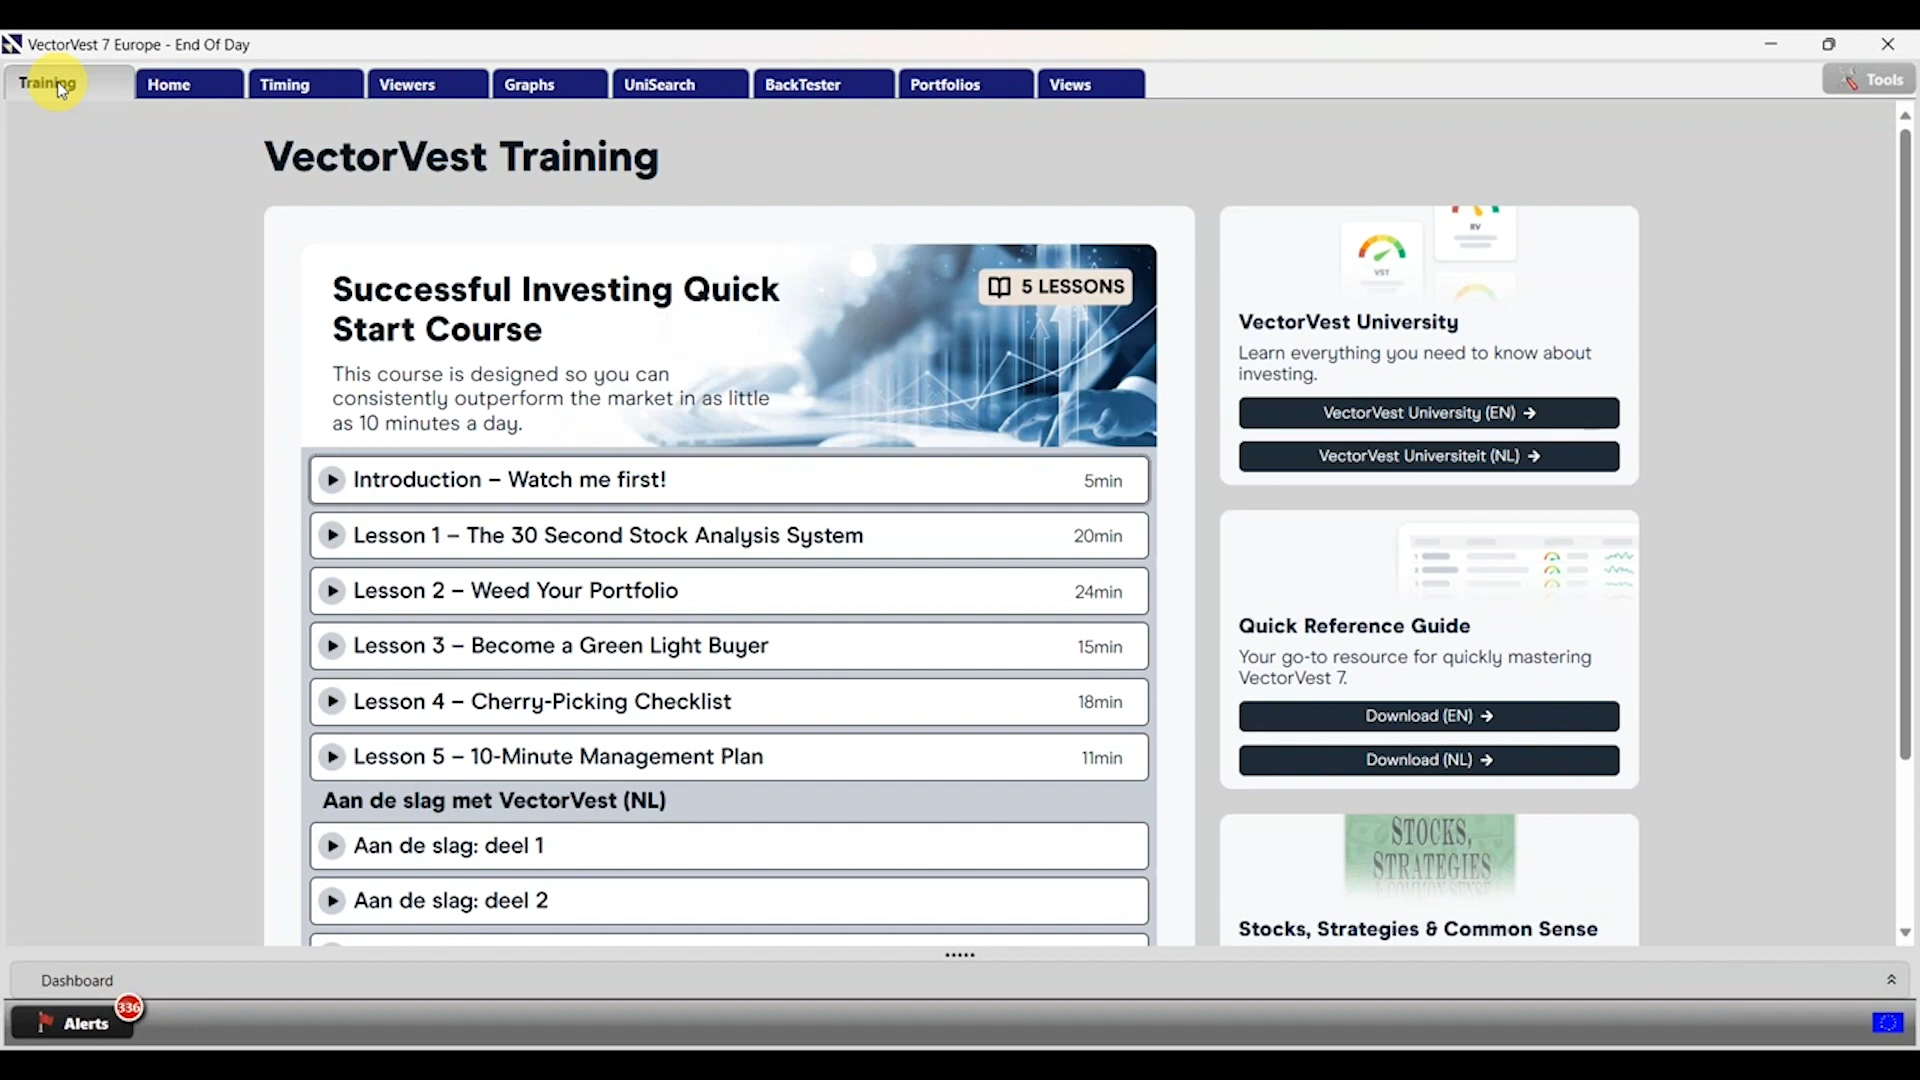 VectorVest 7 Europe - End Of Day
Training
Home
Timing
Viewers
Graphs
UniSearch
BackTester
Portfolios
Views
Tools
VectorVest Training
Successful Investing Quick
Start Course
5 LESSONS
This course is designed so you can
consistently outperform the market in as little
as 10 minutes a day.
Introduction – Watch me first!
5min
Lesson 1 – The 30 Second Stock Analysis System
20min
Lesson 2 – Weed Your Portfolio
24min
Lesson 3 – Become a Green Light Buyer
15min
Lesson 4 – Cherry-Picking Checklist
18min
Lesson 5 – 10-Minute Management Plan
11min
Aan de slag met VectorVest (NL)
Aan de slag: deel 1
Aan de slag: deel 2
RV
VST
VectorVest University
Learn everything you need to know about
investing.
VectorVest University (EN) →
VectorVest Universiteit (NL) →
Quick Reference Guide
Your go-to resource for quickly mastering
VectorVest 7.
Download (EN) →
Download (NL) →
STOCKS,
STRATEGIES
& COMMON SENSE
Stocks, Strategies & Common Sense
Dashboard
Alerts
336